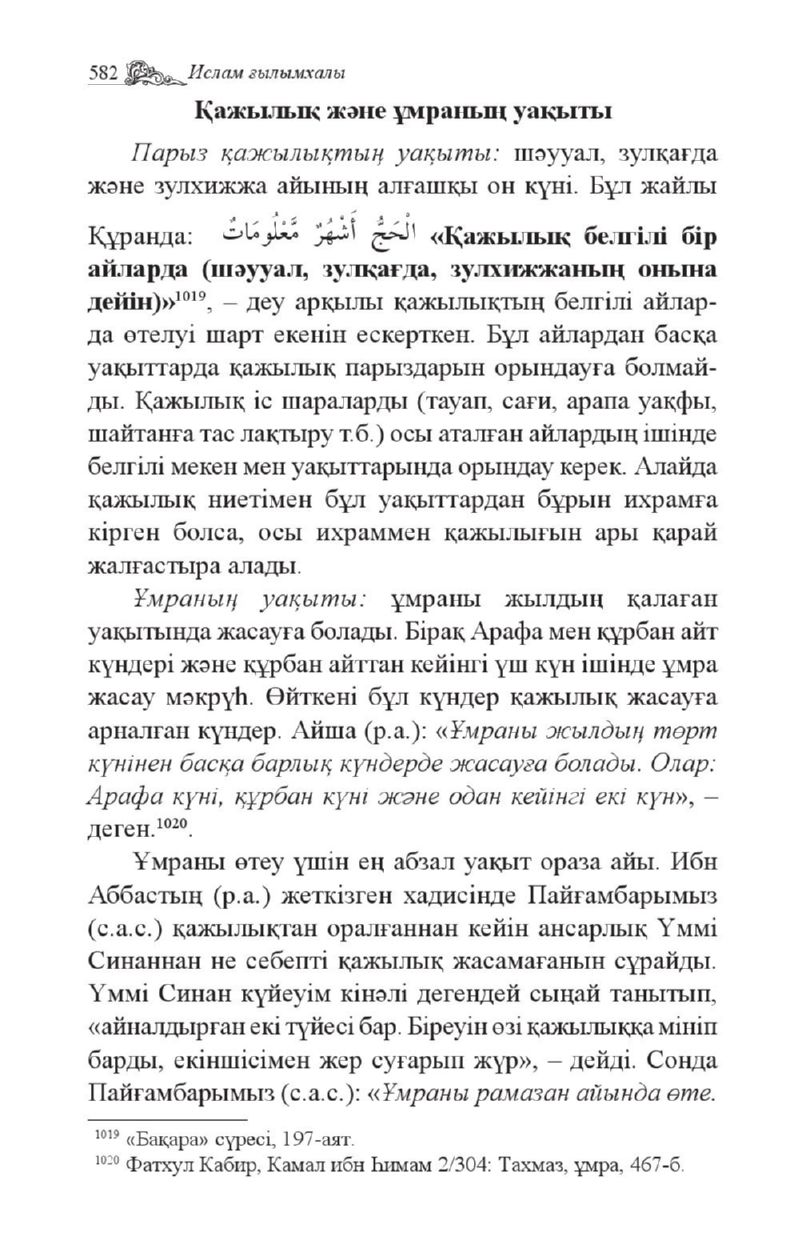 582 Ислам ғылымхалы
Қажылық және ұмраның уақыты
Парыз қажылықтың уақыты: шәууал, зулқағда
және зулхижжа айының алғашқы он күні. Бұл жайлы
Құранда: الْحَجُّ أَشْهُرٌ مَّعْلُومَاتٌ «Қажылық белгілі бір
айларда (шәууал, зулқағда, зулхижжаның онына
дейін)»¹⁰¹⁹, – деу арқылы қажылықтың белгілі айлар-
да өтелуі шарт екенін ескерткен. Бұл айлардан басқа
уақыттарда қажылық парыздарын орындауға болмай-
ды. Қажылық іс шараларды (тауап, сағи, арапа уақфы,
шайтанға тас лақтыру т.б.) осы аталған айлардың ішінде
белгілі мекен мен уақыттарында орындау керек. Алайда
қажылық ниетімен бұл уақыттардан бұрын ихрамға
кірген болса, осы ихраммен қажылығын ары қарай
жалғастыра алады.
Ұмраның уақыты: ұмраны жылдың қалаған
уақытында жасауға болады. Бірақ Арафа мен құрбан айт
күндері және құрбан айттан кейінгі үш күн ішінде ұмра
жасау мәкрүһ. Өйткені бұл күндер қажылық жасауға
арналған күндер. Айша (р.а.): «Ұмраны жылдың төрт
күнінен басқа барлық күндерде жасауға болады. Олар:
Арафа күні, құрбан күні және одан кейінгі екі күн», –
деген.¹⁰²⁰.
Ұмраны өтеу үшін ең абзал уақыт ораза айы. Ибн
Аббастың (р.а.) жеткізген хадисінде Пайғамбарымыз
(с.а.с.) қажылықтан оралғаннан кейін ансарлық Үммі
Синаннан не себепті қажылық жасамағанын сұрайды.
Үммі Синан күйеуім кінәлі дегендей сыңай танытып,
«айналдырған екі түйесі бар. Біреуін өзі қажылыққа мініп
барды, екіншісімен жер суғарып жүр», – дейді. Сонда
Пайғамбарымыз (с.а.с.): «Ұмраны рамазан айында өте.
¹⁰¹⁹ «Бақара» сүресі, 197-аят.
¹⁰²⁰ Фатхул Кабир, Камал ибн Һимам 2/304: Тахмаз, ұмра, 467-б.